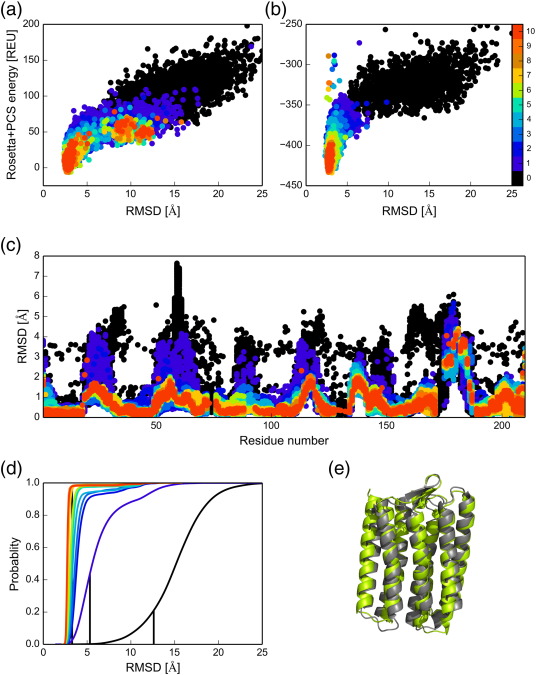 (a)
Rosetta+PCS energy [REU]
200
150
100
50
0
0 5 10 15 20 25
RMSD [Å]
(b)
−250
−300
−350
−400
−450
0 5 10 15 20 25
RMSD [Å]
10
9
8
7
6
5
4
3
2
1
0
(c)
RMSD [Å]
8
7
6
5
4
3
2
1
50 100 150 200
Residue number
(d)
Probablity
1.0
0.8
0.6
0.4
0.2
0.0
0 5 10 15 20 25
RMSD [Å]
(e)